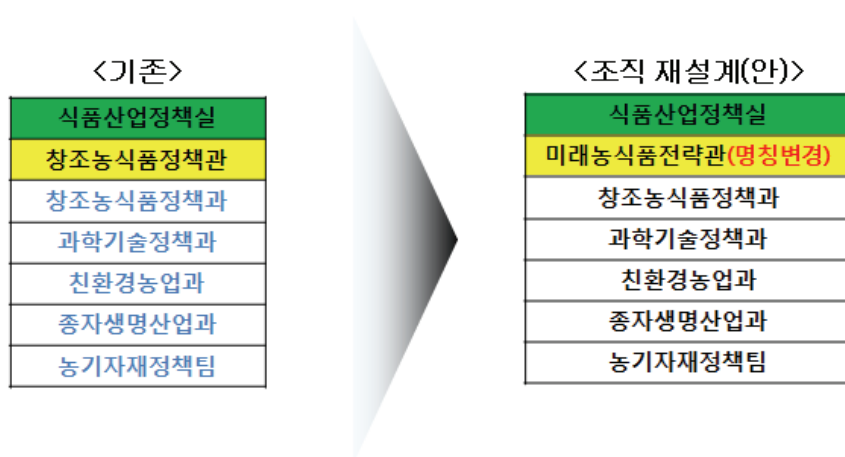 <기존>
식품산업정책실
창조농식품정책관
창조농식품정책과
과학기술정책과
친환경농업과
종자생명산업과
농기자재정책팀
<조직 재설계(안)>
식품산업정책실
미래농식품전략관(명칭변경)
창조농식품정책과
과학기술정책과
친환경농업과
종자생명산업과
농기자재정책팀